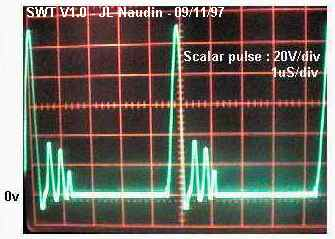 SWT V1.0 - JL Naudin - 09/11/97
Scalar pulse : 20V/div
1uS/div
0v